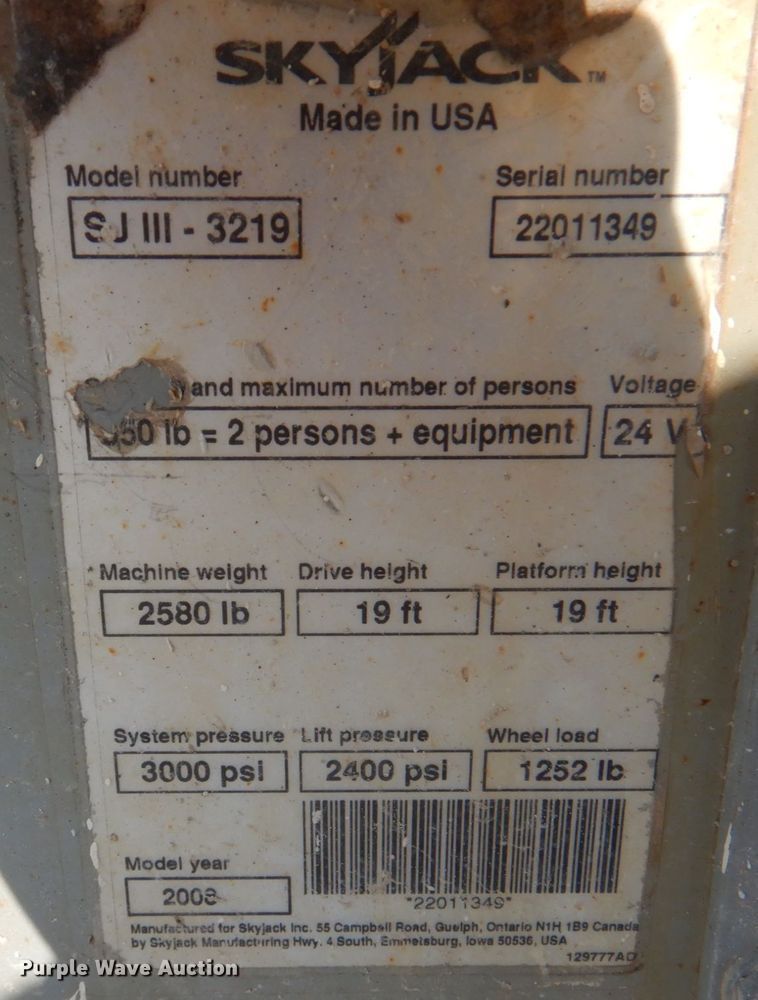 SKYJACK™
Made in USA
Model number Serial number
SJ III - 3219 22011349
and maximum number of persons Voltage
lb = 2 persons + equipment 24 V
Machine weight Drive height Platform height
2580 lb 19 ft 19 ft
System pressure Lift pressure Wheel load
3000 psi 2400 psi 1252 lb
Model year
"22011349"
Manufactured for Skyjack Inc. 55 Campbell Road, Guelph, Ontario N1H 1B9 Canada
by Skyjack Manufacturing Hwy. 4 South, Emmetsburg, Iowa 50536, USA
129777AD
Purple Wave Auction